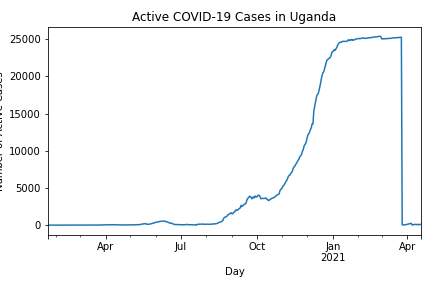 Active COVID-19 Cases in Uganda
Number of Active Cases
25000
20000
15000
10000
5000
0
Apr
Jul
Oct
Jan
2021
Apr
Day